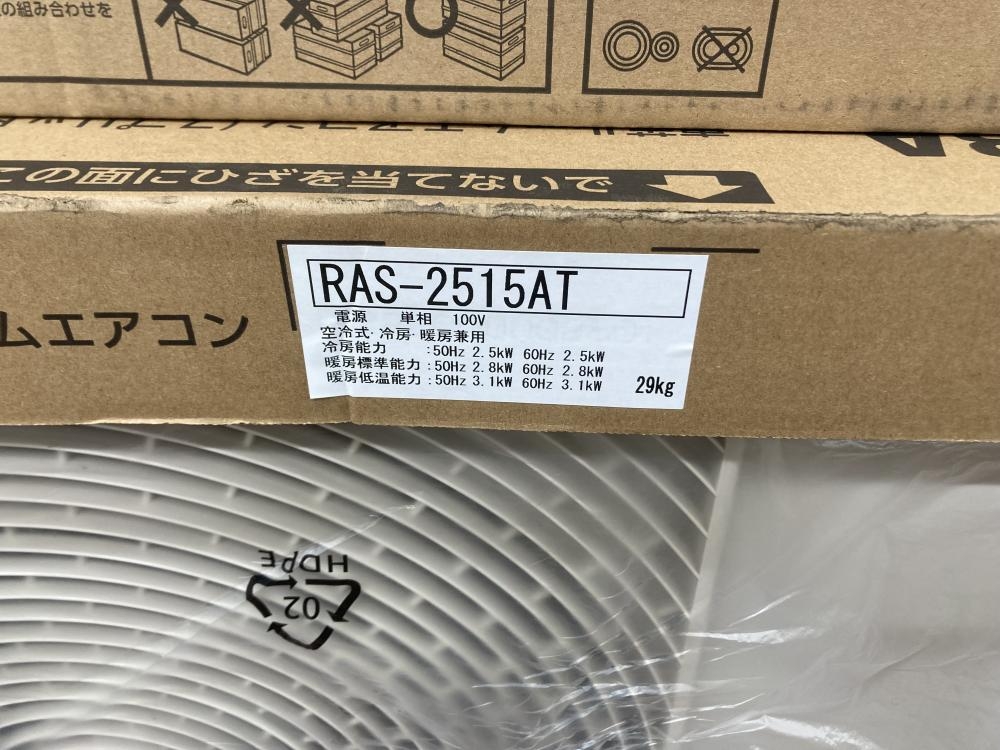 の組み合わせを
この面にひざを当てないで
ムエアコン
RAS-2515AT
電源 単相 100V
空冷式･冷房･暖房兼用
冷房能力 :50Hz 2.5kW 60Hz 2.5kW
暖房標準能力:50Hz 2.8kW 60Hz 2.8kW
暖房低温能力:50Hz 3.1kW 60Hz 3.1kW
29kg
HDPE
02